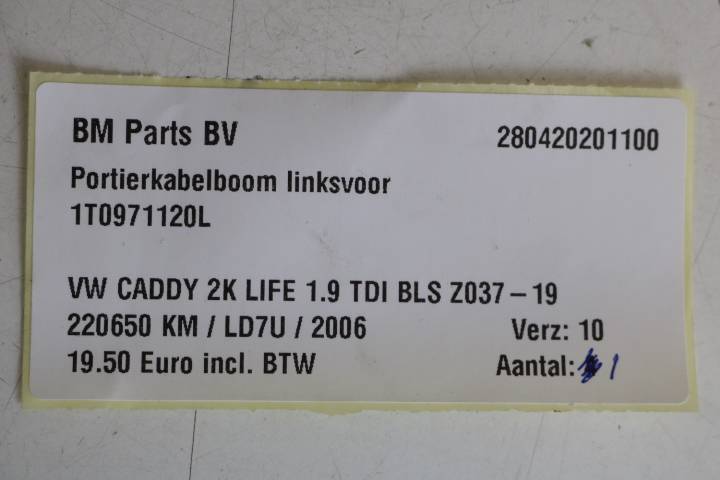 BM Parts BV 280420201100
Portierkabelboom linksvoor
1T0971120L
VW CADDY 2K LIFE 1.9 TDI BLS Z037 – 19
220650 KM / LD7U / 2006 Verz: 10
19.50 Euro incl. BTW Aantal: 1